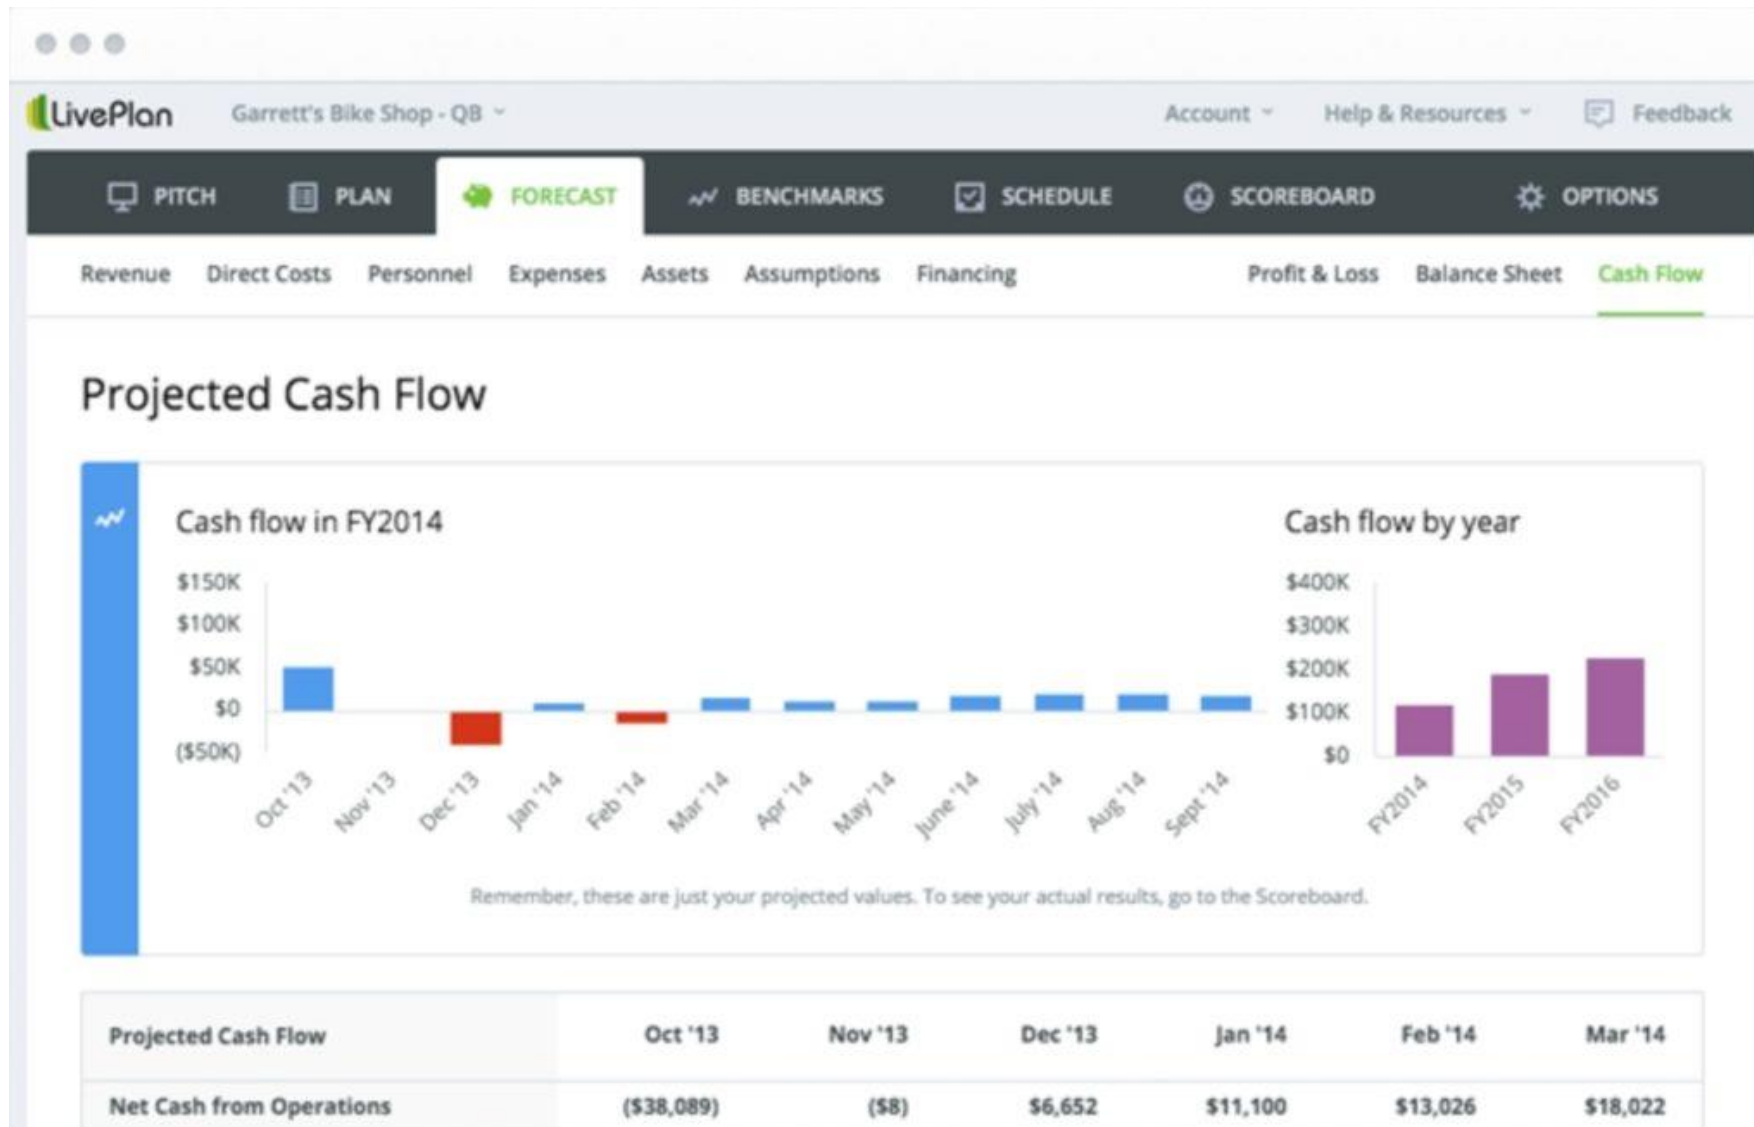 LivePlan Garrett's Bike Shop - QB Account Help & Resources Feedback
PITCH PLAN FORECAST BENCHMARKS SCHEDULE SCOREBOARD OPTIONS
Revenue Direct Costs Personnel Expenses Assets Assumptions Financing Profit & Loss Balance Sheet Cash Flow
Projected Cash Flow
Cash flow in FY2014
$150K
$100K
$50K
$0
($50K)
Oct '13 Nov '13 Dec '13 Jan '14 Feb '14 Mar '14 Apr '14 May '14 June '14 July '14 Aug '14 Sept '14
Cash flow by year
$400K
$300K
$200K
$100K
$0
FY2014 FY2015 FY2016
Remember, these are just your projected values. To see your actual results, go to the Scoreboard.
Projected Cash Flow Oct '13 Nov '13 Dec '13 Jan '14 Feb '14 Mar '14
Net Cash from Operations ($38,089) ($8) $6,652 $11,100 $13,026 $18,022